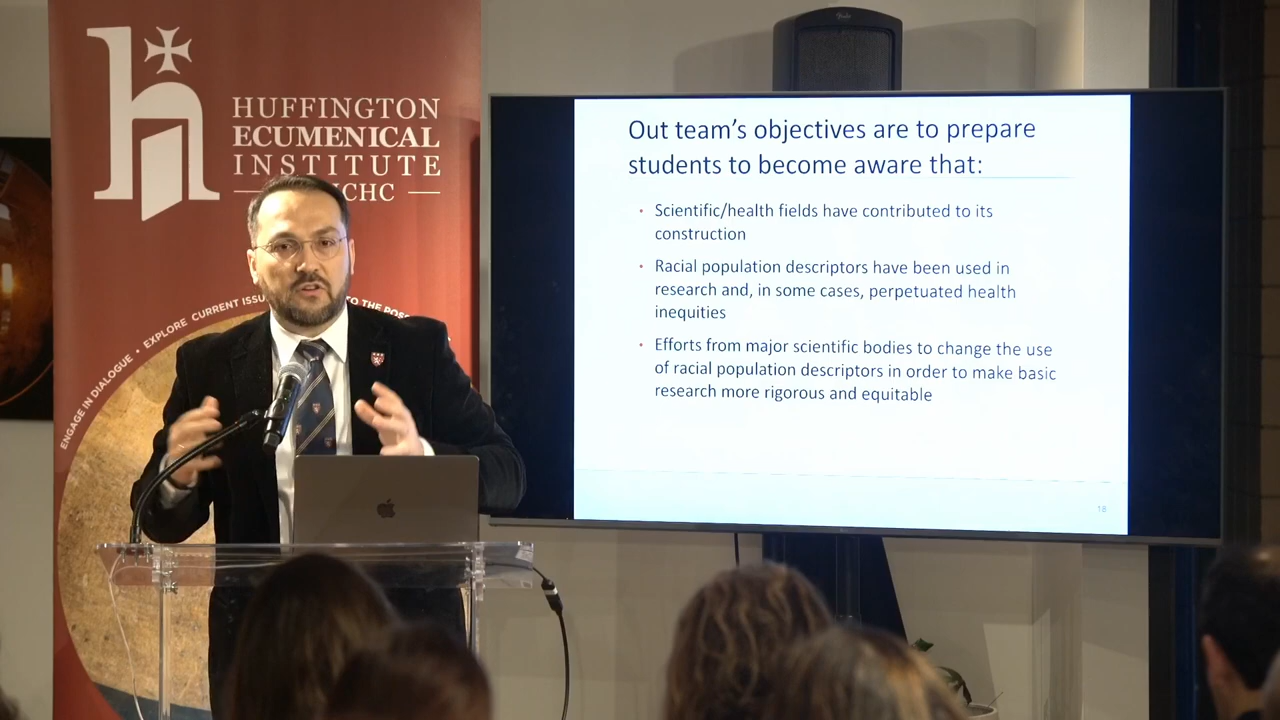 HUFFINGTON
ECUMENICAL
INSTITUTE
CHC
ENGAGE IN DIALOGUE • EXPLORE CURRENT ISSU
TO THE POSS
Out team's objectives are to prepare
students to become aware that:
• Scientific/health fields have contributed to its
construction
• Racial population descriptors have been used in
research and, in some cases, perpetuated health
inequities
• Efforts from major scientific bodies to change the use
of racial population descriptors in order to make basic
research more rigorous and equitable
18